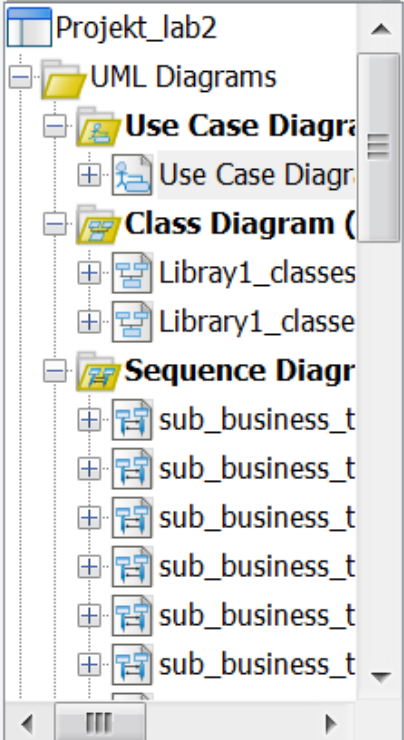 Projekt_lab2
UML Diagrams
Use Case Diagra
Use Case Diagr
Class Diagram (
Libray1_classes
Library1_classe
Sequence Diagr
sub_business_t
sub_business_t
sub_business_t
sub_business_t
sub_business_t
sub_business_t